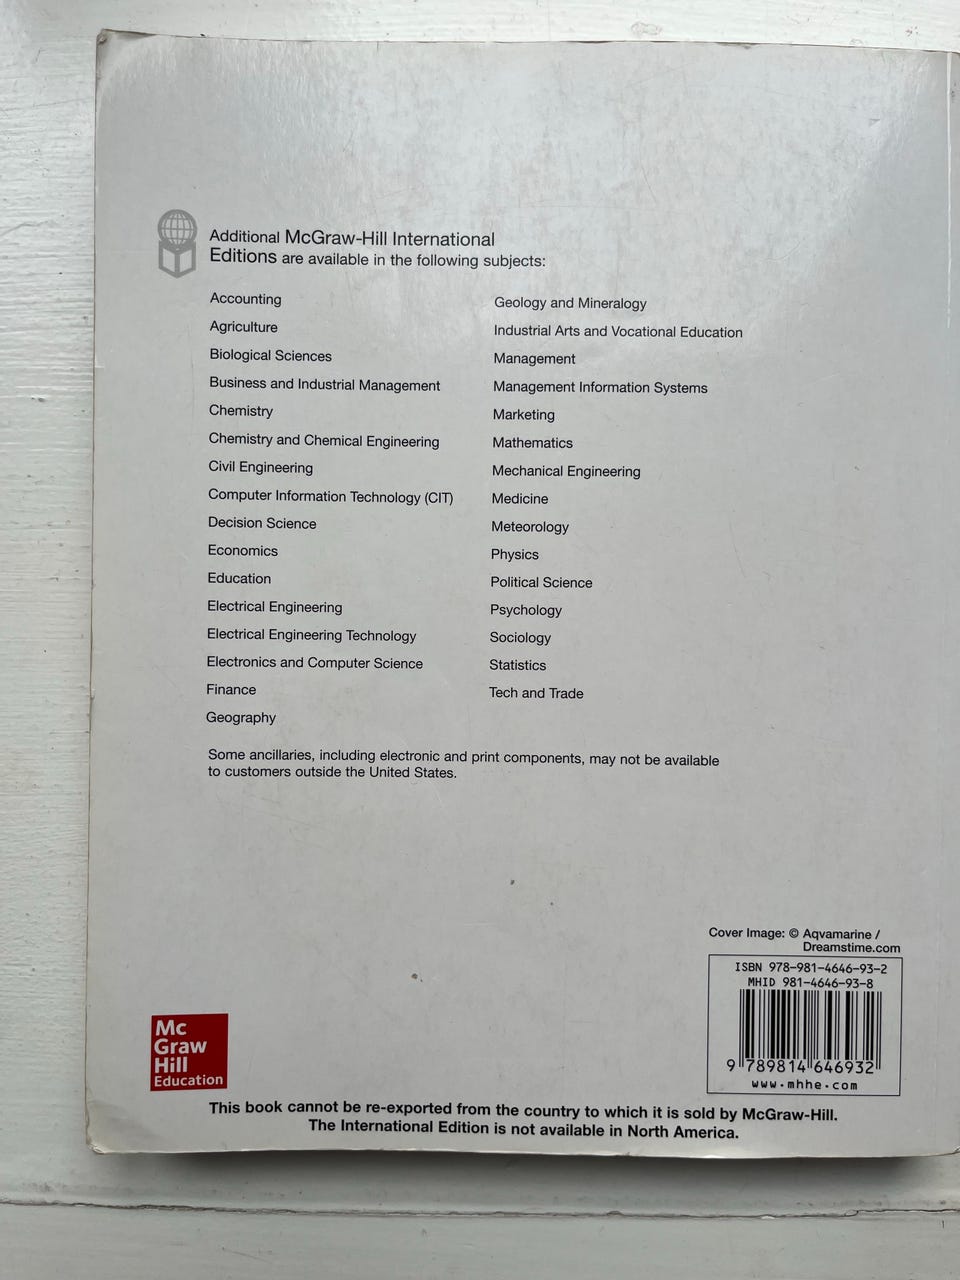 Additional McGraw-Hill International
Editions are available in the following subjects:
Accounting
Agriculture
Biological Sciences
Business and Industrial Management
Chemistry
Chemistry and Chemical Engineering
Civil Engineering
Computer Information Technology (CIT)
Decision Science
Economics
Education
Electrical Engineering
Electrical Engineering Technology
Electronics and Computer Science
Finance
Geography
Geology and Mineralogy
Industrial Arts and Vocational Education
Management
Management Information Systems
Marketing
Mathematics
Mechanical Engineering
Medicine
Meteorology
Physics
Political Science
Psychology
Sociology
Statistics
Tech and Trade
Some ancillaries, including electronic and print components, may not be available
to customers outside the United States.
Cover Image: © Aqvamarine /
Dreamstime.com
ISBN 978-981-4646-93-2
MHID 981-4646-93-8
9 789814 646932
www.mhhe.com
Mc
Graw
Hill
Education
This book cannot be re-exported from the country to which it is sold by McGraw-Hill.
The International Edition is not available in North America.